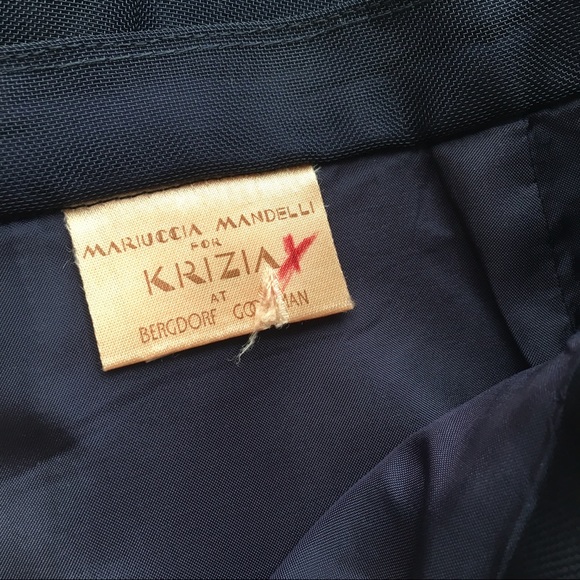 MARIUCCIA MANDELLI
FOR
KRIZIA
AT
BERGDORF